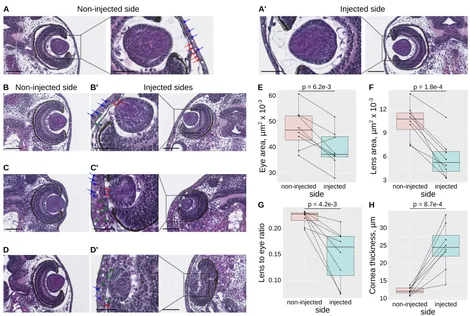 A Non-injected side
A' Injected side
B Non-injected side
B' Injected sides
C
C'
D
D'
E
p = 6.2e-3
Eye area, µm² x 10⁻³
60
50
40
30
non-injected injected
side
F
p = 1.8e-4
Lens area, µm² x 10⁻³
12
9
6
3
non-injected injected
side
G
p = 4.2e-3
Lens to eye ratio
0.20
0.15
0.10
non-injected injected
side
H
p = 8.7e-4
Cornea thickness, µm
30
25
20
15
10
non-injected injected
side